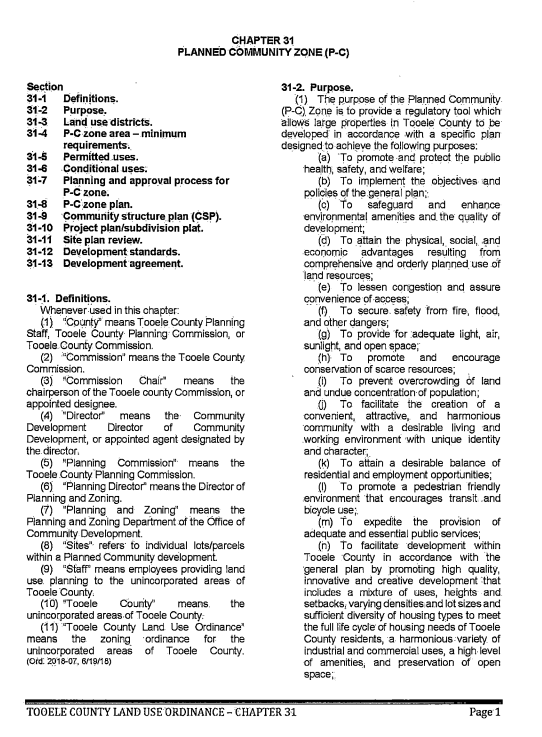 CHAPTER 31
PLANNED COMMUNITY ZONE (P-C)
Section
31-1 Definitions.
31-2 Purpose.
31-3 Land use districts.
31-4 P-C zone area – minimum
requirements.
31-5 Permitted uses.
31-6 Conditional uses.
31-7 Planning and approval process for
P-C zone.
31-8 P-C zone plan.
31-9 Community structure plan (CSP).
31-10 Project plan/subdivision plat.
31-11 Site plan review.
31-12 Development standards.
31-13 Development agreement.
31-1. Definitions.
Whenever used in this chapter:
(1) "County" means Tooele County Planning
Staff, Tooele County Planning Commission, or
Tooele County Commission.
(2) "Commission" means the Tooele County
Commission.
(3) "Commission Chair" means the
chairperson of the Tooele county Commission, or
appointed designee.
(4) "Director" means the Community
Development Director of Community
Development, or appointed agent designated by
the director.
(5) "Planning Commission" means the
Tooele County Planning Commission.
(6) "Planning Director" means the Director of
Planning and Zoning.
(7) "Planning and Zoning" means the
Planning and Zoning Department of the Office of
Community Development.
(8) "Sites" refers to individual lots/parcels
within a Planned Community development.
(9) "Staff" means employees providing land
use planning to the unincorporated areas of
Tooele County.
(10) "Tooele County" means the
unincorporated areas of Tooele County.
(11) "Tooele County Land Use Ordinance"
means the zoning ordinance for the
unincorporated areas of Tooele County.
(Ord. 2018-07, 6/19/18)
31-2. Purpose.
(1) The purpose of the Planned Community
(P-C) Zone is to provide a regulatory tool which
allows large properties in Tooele County to be
developed in accordance with a specific plan
designed to achieve the following purposes:
(a) To promote and protect the public
health, safety, and welfare;
(b) To implement the objectives and
policies of the general plan;
(c) To safeguard and enhance
environmental amenities and the quality of
development;
(d) To attain the physical, social, and
economic advantages resulting from
comprehensive and orderly planned use of
land resources;
(e) To lessen congestion and assure
convenience of access;
(f) To secure safety from fire, flood,
and other dangers;
(g) To provide for adequate light, air,
sunlight, and open space;
(h) To promote and encourage
conservation of scarce resources;
(i) To prevent overcrowding of land
and undue concentration of population;
(j) To facilitate the creation of a
convenient, attractive, and harmonious
community with a desirable living and
working environment with unique identity
and character;
(k) To attain a desirable balance of
residential and employment opportunities;
(l) To promote a pedestrian friendly
environment that encourages transit and
bicycle use;
(m) To expedite the provision of
adequate and essential public services;
(n) To facilitate development within
Tooele County in accordance with the
general plan by promoting high quality,
innovative and creative development that
includes a mixture of uses, heights and
setbacks, varying densities and lot sizes and
sufficient diversity of housing types to meet
the full life cycle of housing needs of Tooele
County residents, a harmonious variety of
industrial and commercial uses, a high level
of amenities, and preservation of open
space;
TOOELE COUNTY LAND USE ORDINANCE – CHAPTER 31 Page 1